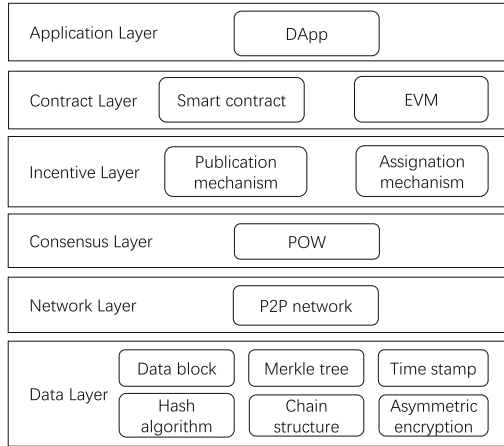 Application Layer
DApp
Contract Layer
Smart contract
EVM
Incentive Layer
Publication
mechanism
Assignation
mechanism
Consensus Layer
POW
Network Layer
P2P network
Data Layer
Data block
Merkle tree
Time stamp
Hash
algorithm
Chain
structure
Asymmetric
encryption